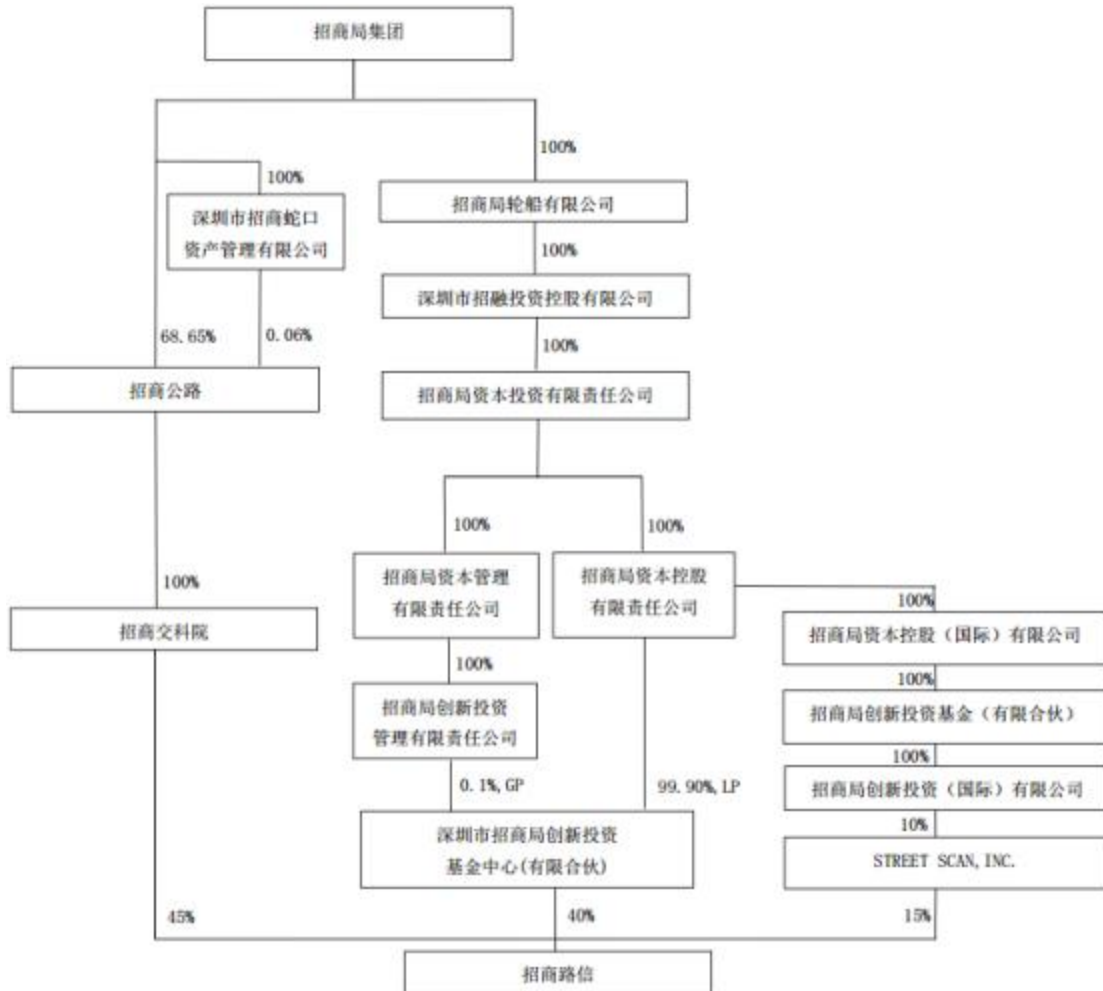 招商局集团
100%
100%
招商局轮船有限公司
深圳市招商蛇口
资产管理有限公司
100%
深圳市招融投资控股有限公司
68.65%
0.06%
100%
招商公路
招商局资本投资有限责任公司
100%
100%
招商局资本管理
有限责任公司
招商局资本控股
有限责任公司
100%
100%
招商交科院
招商局资本控股（国际）有限公司
100%
100%
招商局创新投资
管理有限责任公司
招商局创新投资基金（有限合伙）
100%
0.1%,GP
99.90%,LP
招商局创新投资（国际）有限公司
深圳市招商局创新投资
基金中心(有限合伙)
10%
STREET SCAN,INC.
45%
40%
15%
招商路信